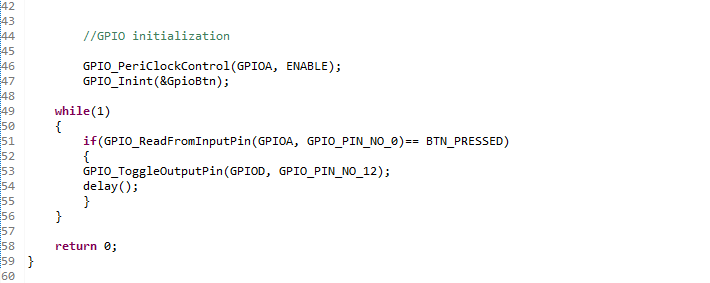 42
43
44 //GPIO initialization
45
46 GPIO_PeriClockControl(GPIOA, ENABLE);
47 GPIO_Inint(&GpioBtn);
48
49 while(1)
50 {
51 if(GPIO_ReadFromInputPin(GPIOA, GPIO_PIN_NO_0)== BTN_PRESSED)
52 {
53 GPIO_ToggleOutputPin(GPIOD, GPIO_PIN_NO_12);
54 delay();
55 }
56 }
57
58 return 0;
59 }
60